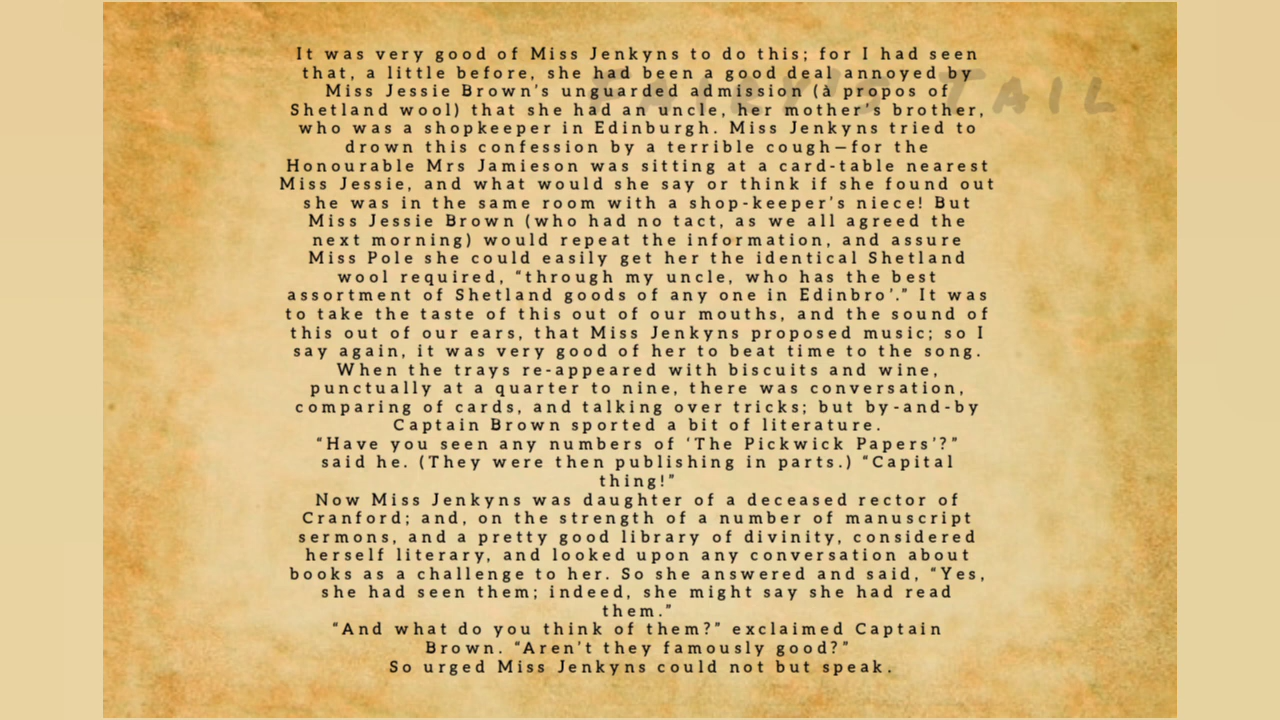 It was very good of Miss Jenkyns to do this; for I had seen
that, a little before, she had been a good deal annoyed by
Miss Jessie Brown’s unguarded admission (à propos of
Shetland wool) that she had an uncle, her mother’s brother,
who was a shopkeeper in Edinburgh. Miss Jenkyns tried to
drown this confession by a terrible cough—for the
Honourable Mrs Jamieson was sitting at a card-table nearest
Miss Jessie, and what would she say or think if she found out
she was in the same room with a shop-keeper’s niece! But
Miss Jessie Brown (who had no tact, as we all agreed the
next morning) would repeat the information, and assure
Miss Pole she could easily get her the identical Shetland
wool required, “through my uncle, who has the best
assortment of Shetland goods of any one in Edinbro’.” It was
to take the taste of this out of our mouths, and the sound of
this out of our ears, that Miss Jenkyns proposed music; so I
say again, it was very good of her to beat time to the song.
When the trays re-appeared with biscuits and wine,
punctually at a quarter to nine, there was conversation,
comparing of cards, and talking over tricks; but by-and-by
Captain Brown sported a bit of literature.
“Have you seen any numbers of ‘The Pickwick Papers’?”
said he. (They were then publishing in parts.) “Capital
thing!”
Now Miss Jenkyns was daughter of a deceased rector of
Cranford; and, on the strength of a number of manuscript
sermons, and a pretty good library of divinity, considered
herself literary, and looked upon any conversation about
books as a challenge to her. So she answered and said, “Yes,
she had seen them; indeed, she might say she had read
them.”
“And what do you think of them?” exclaimed Captain
Brown. “Aren’t they famously good?”
So urged Miss Jenkyns could not but speak.
TAIL